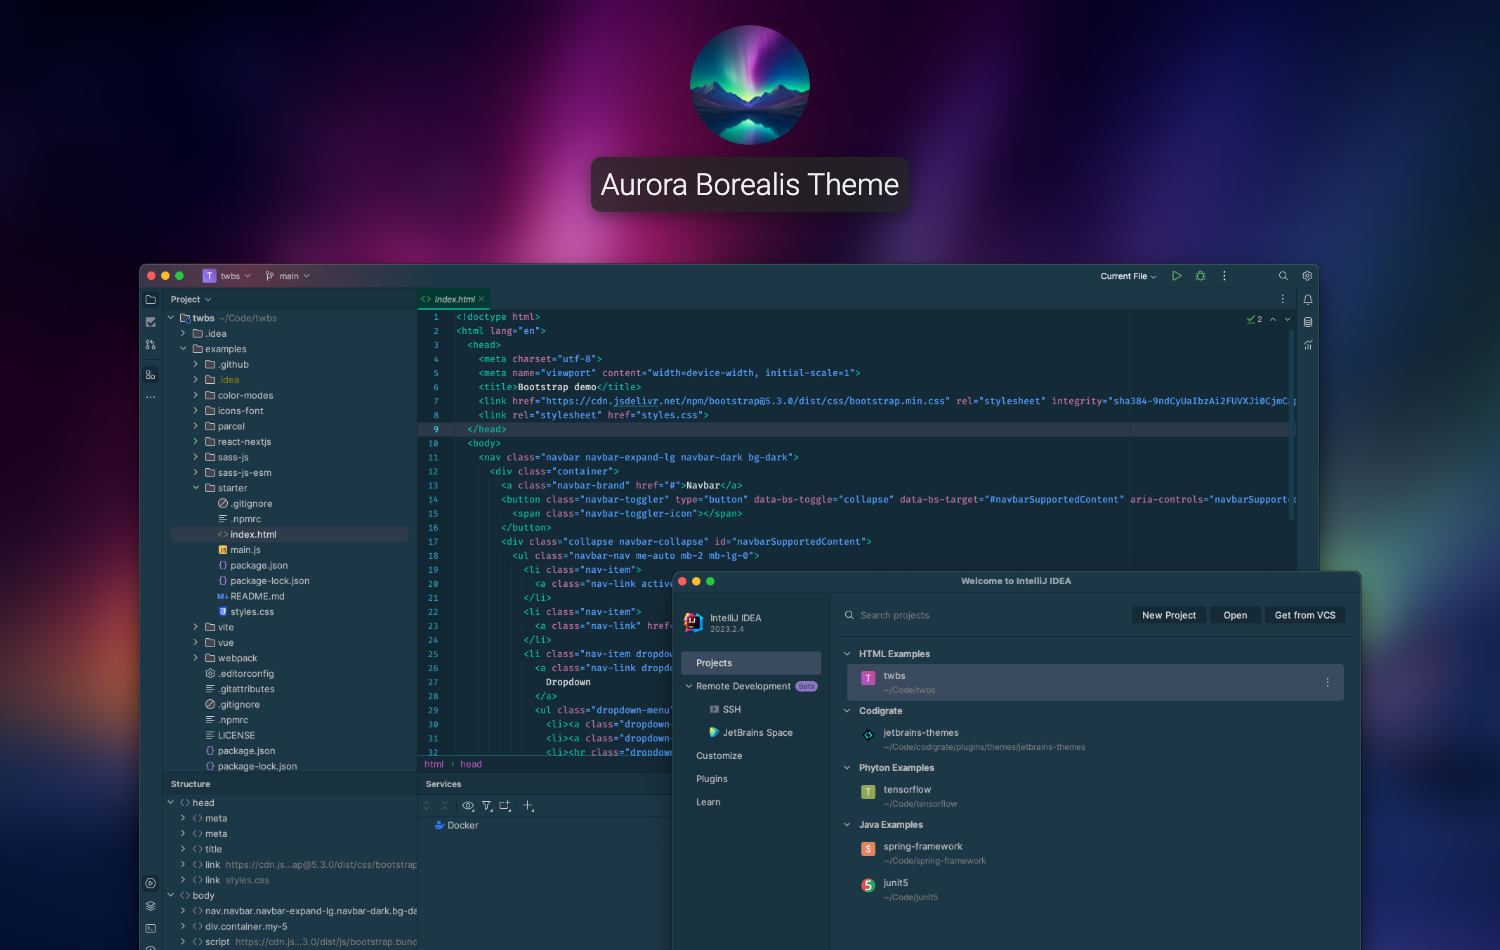 Aurora Borealis Theme
T twbs main
Current File
Project
index.html
twbs ~/Code/twbs
.idea
examples
.github
.idea
color-modes
icons-font
parcel
react-nextjs
sass-js
sass-js-esm
starter
.gitignore
.npmrc
index.html
main.js
package.json
package-lock.json
README.md
styles.css
vite
vue
webpack
.editorconfig
.gitattributes
.gitignore
.npmrc
LICENSE
package.json
package-lock.json
2
1 <!doctype html>
2 <html lang="en">
3 <head>
4 <meta charset="utf-8">
5 <meta name="viewport" content="width=device-width, initial-scale=1">
6 <title>Bootstrap demo</title>
7 <link href="https://cdn.jsdelivr.net/npm/bootstrap@5.3.0/dist/css/bootstrap.min.css" rel="stylesheet" integrity="sha384-9ndCyUaIbzAi2FUVXJi0CjmC
8 <link rel="stylesheet" href="styles.css">
9 </head>
10 <body>
11 <nav class="navbar navbar-expand-lg navbar-dark bg-dark">
12 <div class="container">
13 <a class="navbar-brand" href="#">Navbar</a>
14 <button class="navbar-toggler" type="button" data-bs-toggle="collapse" data-bs-target="#navbarSupportedContent" aria-controls="navbarSupport
15 <span class="navbar-toggler-icon"></span>
16 </button>
17 <div class="collapse navbar-collapse" id="navbarSupportedContent">
18 <ul class="navbar-nav me-auto mb-2 mb-lg-0">
19 <li class="nav-item">
20 <a class="nav-link active
21 </li>
22 <li class="nav-item">
23 <a class="nav-link" href
24 </li>
25 <li class="nav-item dropdow
26 <a class="nav-link dropd
27 Dropdown
28 </a>
29 <ul class="dropdown-menu"
30 <li><a class="dropdown-
31 <li><a class="dropdown-
32 <li><hr class="dropdown
html > head
Structure
head
meta
meta
title
link https://cdn.js...ap@5.3.0/dist/css/bootstrap
link styles.css
body
nav.navbar.navbar-expand-lg.navbar-dark.bg-da
div.container.my-5
script https://cdn.js...3.0/dist/js/bootstrap.bund
Services
Docker
Welcome to IntelliJ IDEA
IntelliJ IDEA
2023.2.4
Projects
Remote Development Beta
SSH
JetBrains Space
Customize
Plugins
Learn
Search projects
New Project
Open
Get from VCS
HTML Examples
T twbs
~/Code/twbs
Codigrate
jetbrains-themes
~/Code/codigrate/plugins/themes/jetbrains-themes
Phyton Examples
T tensorflow
~/Code/tensorflow
Java Examples
S spring-framework
~/Code/spring-framework
5 junit5
~/Code/junit5